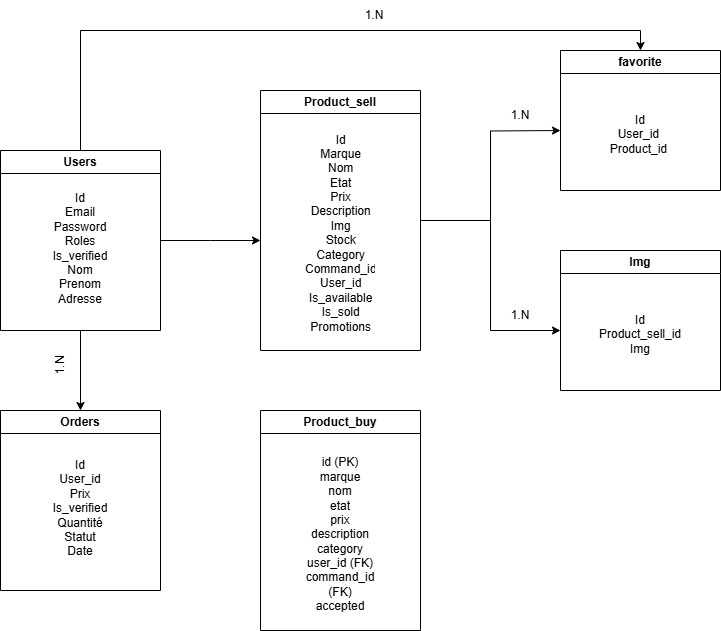 1.N
favorite
Id
User_id
Product_id
Product_sell
Id
Marque
Nom
Etat
Prix
Description
Img
Stock
Category
Command_id
User_id
Is_available
Is_sold
Promotions
1.N
Users
Id
Email
Password
Roles
Is_verified
Nom
Prenom
Adresse
Img
Id
Product_sell_id
Img
1.N
1.N
Orders
Id
User_id
Prix
Is_verified
Quantité
Statut
Date
Product_buy
id (PK)
marque
nom
etat
prix
description
category
user_id (FK)
command_id
(FK)
accepted